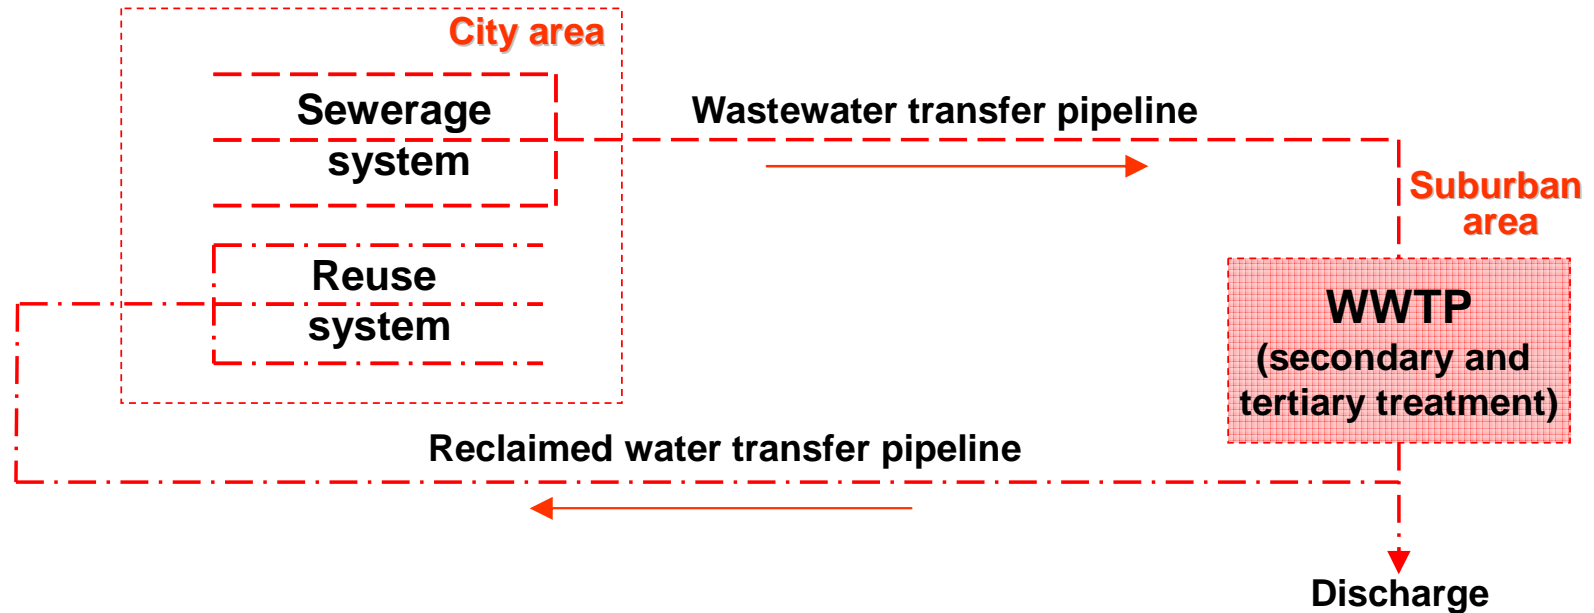 City area
Sewerage
system
Wastewater transfer pipeline
Suburban
area
Reuse
system
WWTP
(secondary and
tertiary treatment)
Reclaimed water transfer pipeline
Discharge